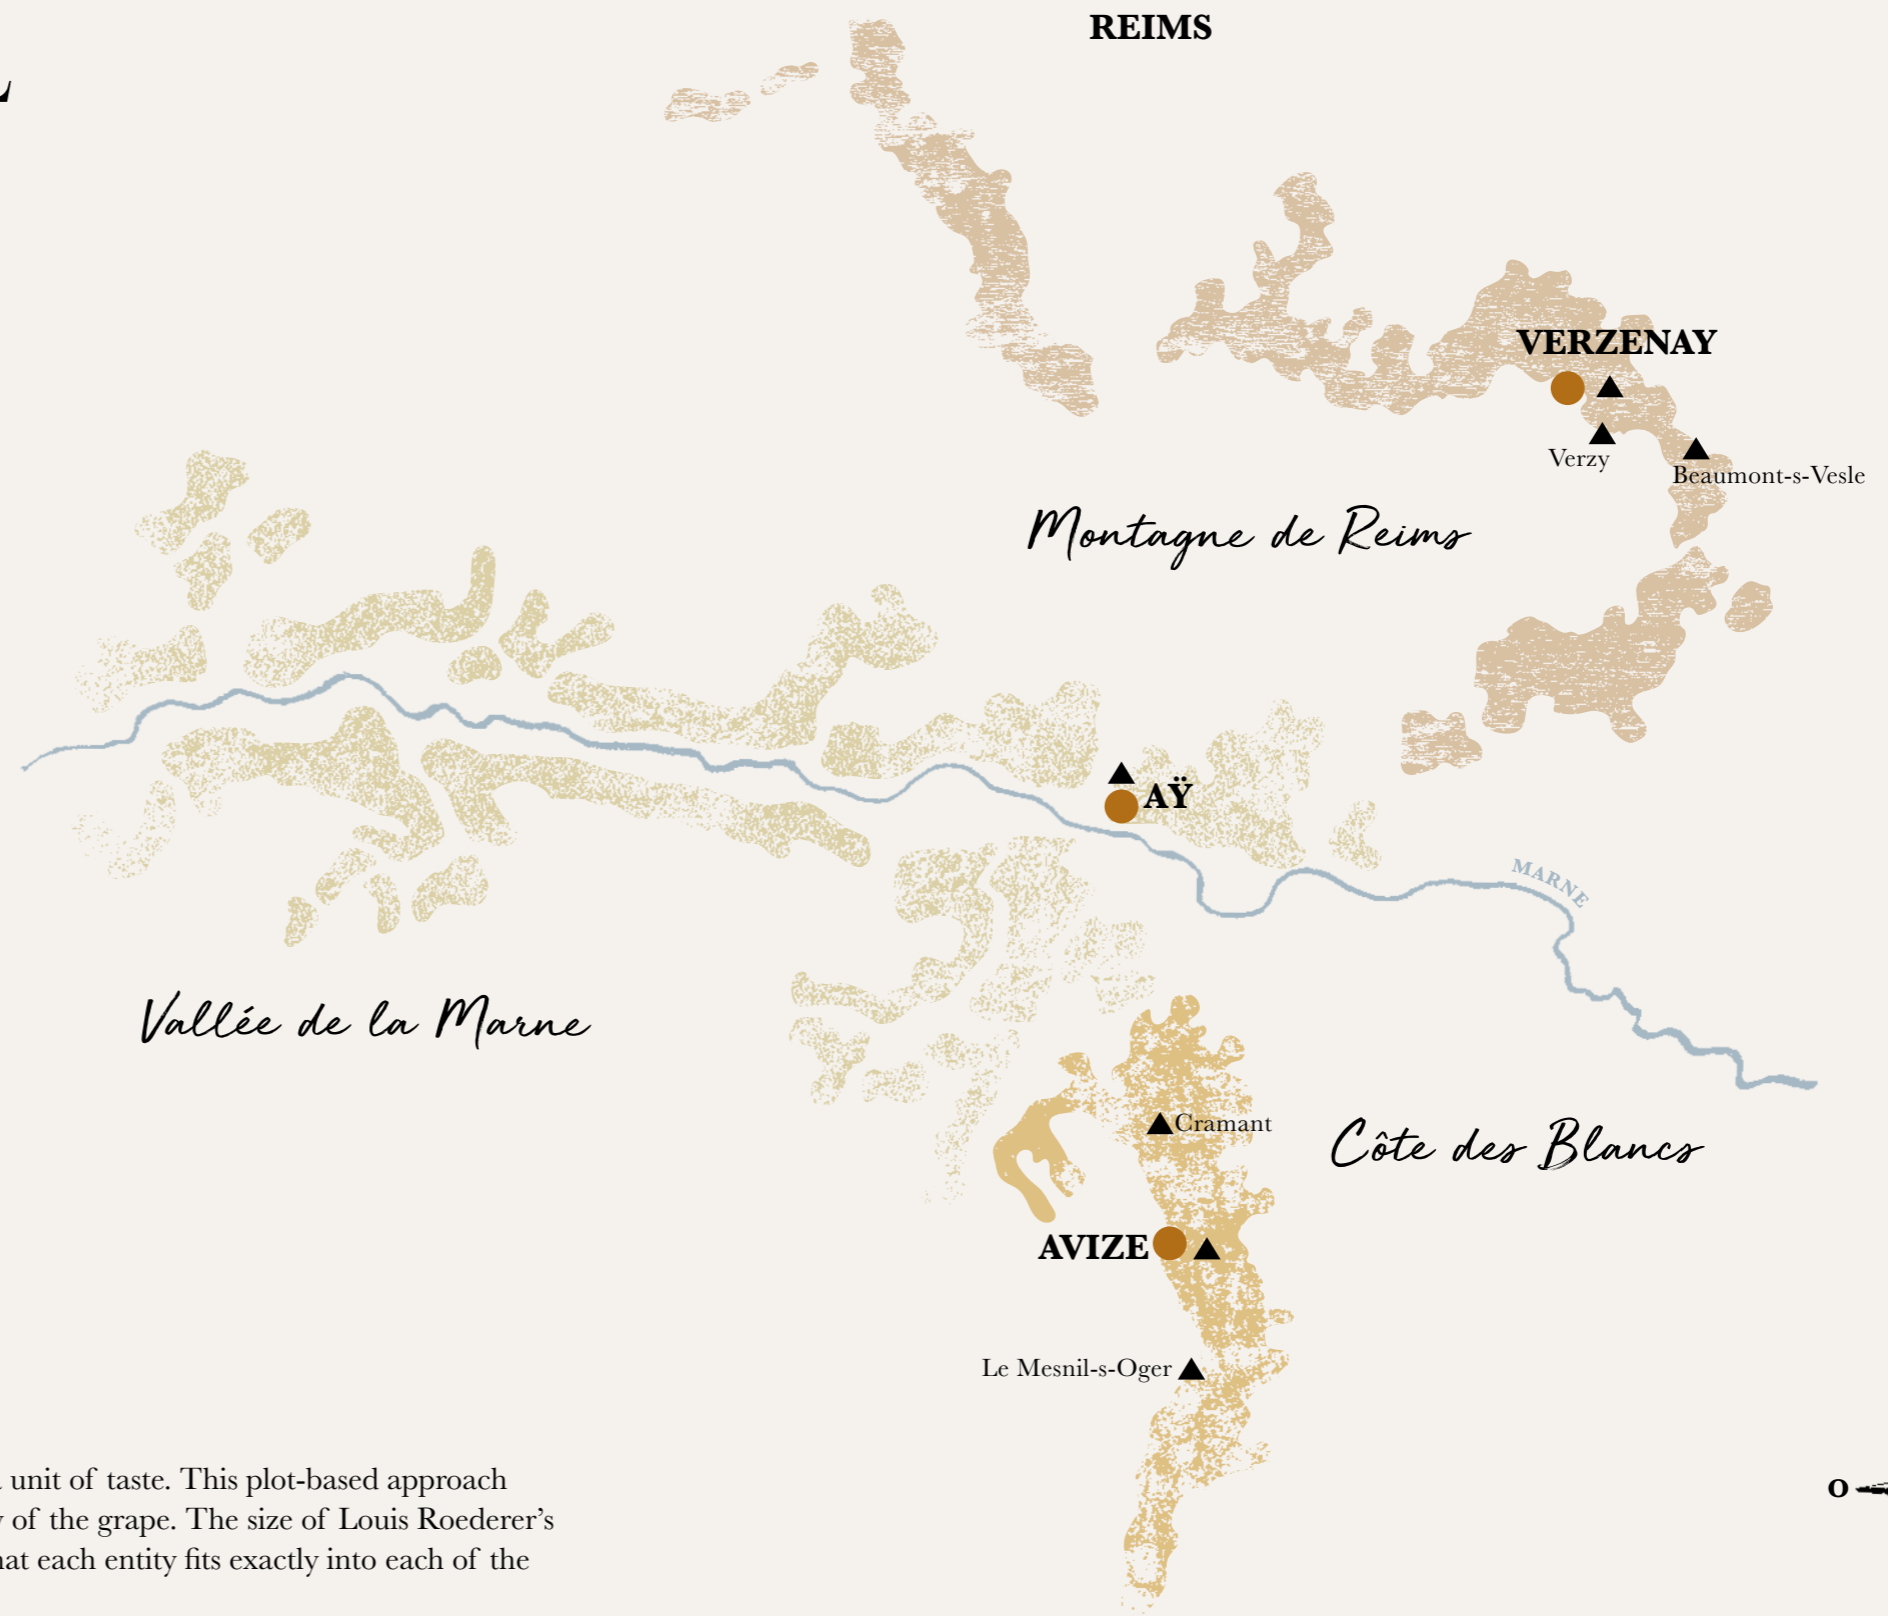 REIMS
VERZENAY
Verzy
Beaumont-s-Vesle
Montagne de Reims
AŸ
MARNE
Vallée de la Marne
Cramant
Côte des Blancs
AVIZE
Le Mesnil-s-Oger
unit of taste. This plot-based approach
of the grape. The size of Louis Roederer’s
each entity fits exactly into each of the
O